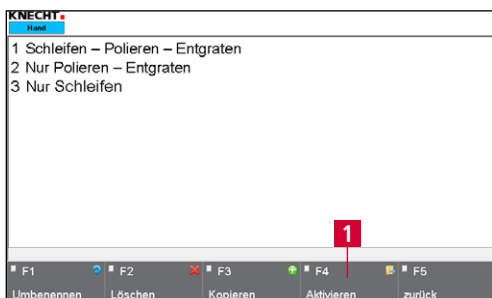 KNECHT
Hand
1 Schleifen – Polieren – Entgraten
2 Nur Polieren – Entgraten
3 Nur Schleifen
1
F1 F2 F3 F4 F5
Umbenennen Löschen Kopieren Aktivieren zurück